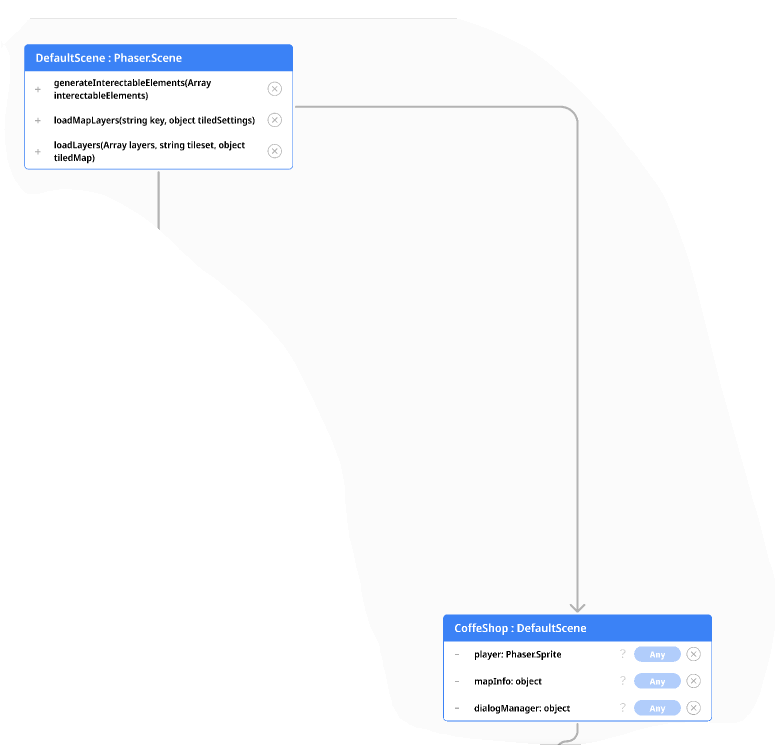 DefaultScene : Phaser.Scene
+ generateInterectableElements(Array
interectableElements)
+ loadMapLayers(string key, object tiledSettings)
+ loadLayers(Array layers, string tileset, object
tiledMap)
CoffeShop : DefaultScene
- player: Phaser.Sprite ? Any
- mapInfo: object ? Any
- dialogManager: object ? Any